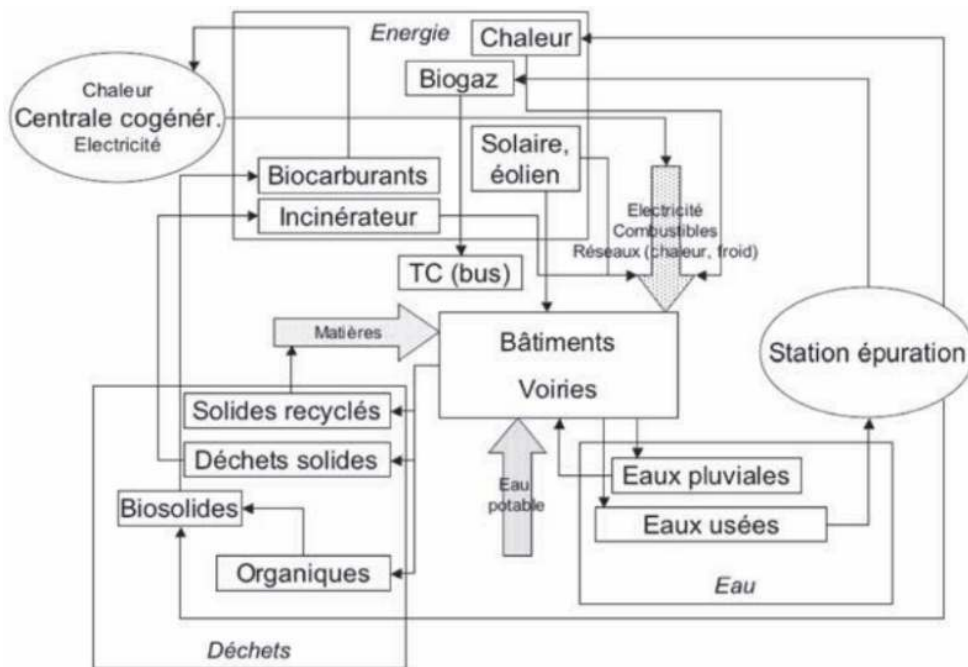 Energie
Chaleur
Biogaz
Chaleur
Centrale cogénér.
Electricité
Solaire,
éolien
Biocarburants
Incinérateur
Electricité
Combustibles
Réseaux (chaleur, froid)
TC (bus)
Matières
Bâtiments
Voiries
Station épuration
Solides recyclés
Déchets solides
Biosolides
Organiques
Déchets
Eau
potable
Eaux pluviales
Eaux usées
Eau